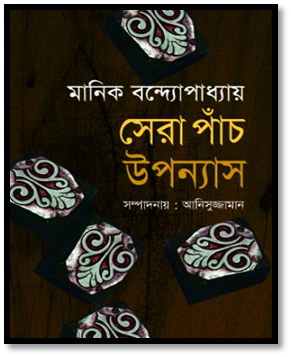 মানিক বন্দ্যোপাধ্যায়
সেরা পাঁচ
উপন্যাস
সম্পাদনায় : আনিসুজ্জামান